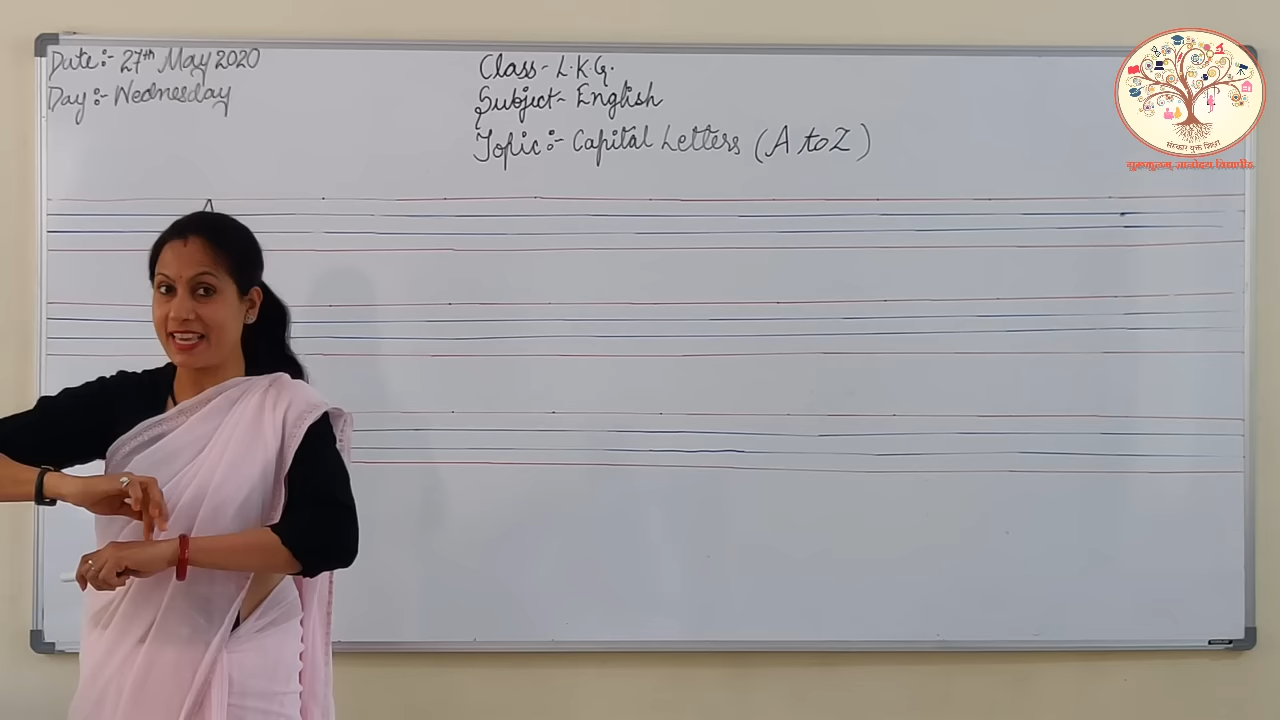 Date:- 27th May 2020
Day:- Wednesday
Class- L.K.G.
Subject- English
Topic:- Capital Letters (A to Z)
A
संस्कार युक्त शिक्षा